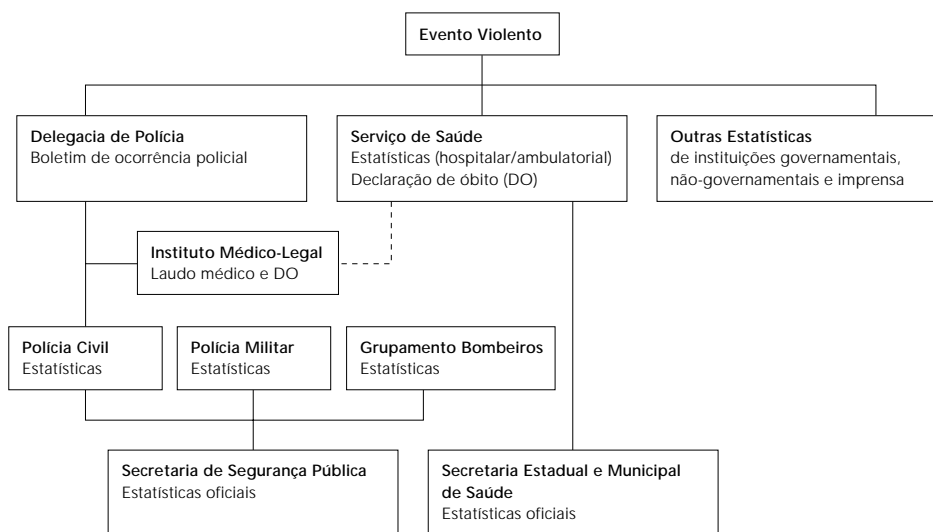 Evento Violento
Delegacia de Polícia
Boletim de ocorrência policial
Serviço de Saúde
Estatísticas (hospitalar/ambulatorial)
Declaração de óbito (DO)
Outras Estatísticas
de instituições governamentais,
não-governamentais e imprensa
Instituto Médico-Legal
Laudo médico e DO
Polícia Civil
Estatísticas
Polícia Militar
Estatísticas
Grupamento Bombeiros
Estatísticas
Secretaria de Segurança Pública
Estatísticas oficiais
Secretaria Estadual e Municipal
de Saúde
Estatísticas oficiais